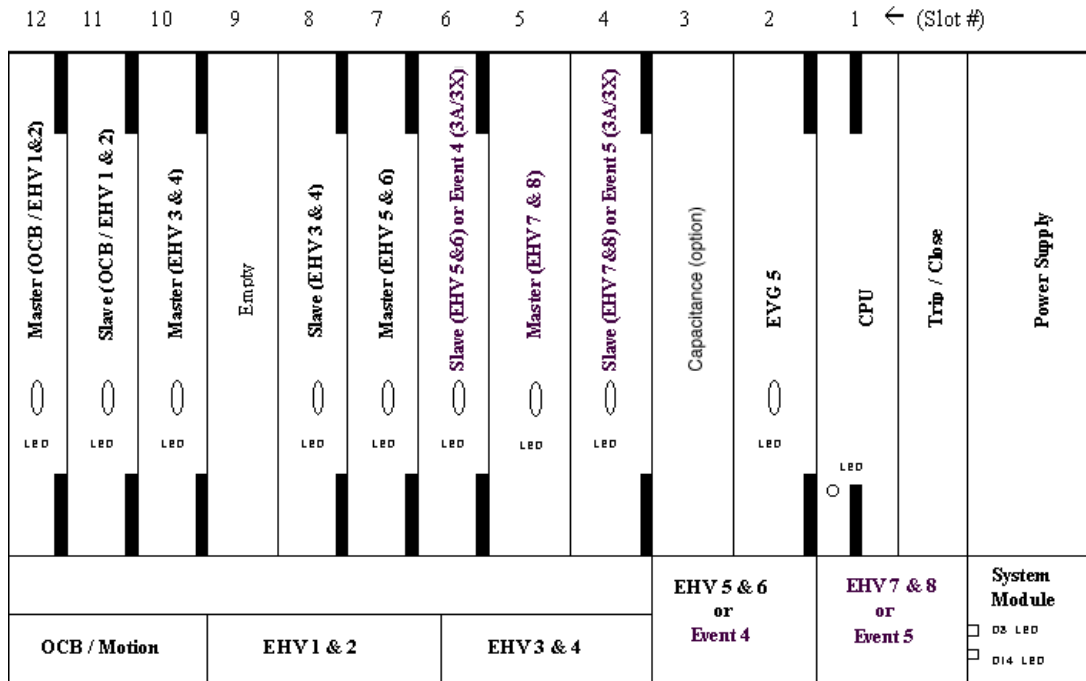 12 11 10 9 8 7 6 5 4 3 2 1 ← (Slot #)
Master (OCB / EHV 1&2)
Slave (OCB / EHV 1 & 2)
Master (EHV 3 & 4)
Empty
Slave (EHV 3 & 4)
Master (EHV 5 & 6)
Slave (EHV 5 &6) or Event 4 (3A/3X)
Master (EHV 7 & 8)
Slave (EHV 7 &8) or Event 5 (3A/3X)
Capacitance (option)
EVG 5
CPU
Trip / Close
Power Supply
LED LED LED LED LED LED LED LED LED
LED
OCB / Motion
EHV 1 & 2
EHV 3 & 4
EHV 5 & 6
or
Event 4
EHV 7 & 8
or
Event 5
System
Module
D3 LED
D14 LED